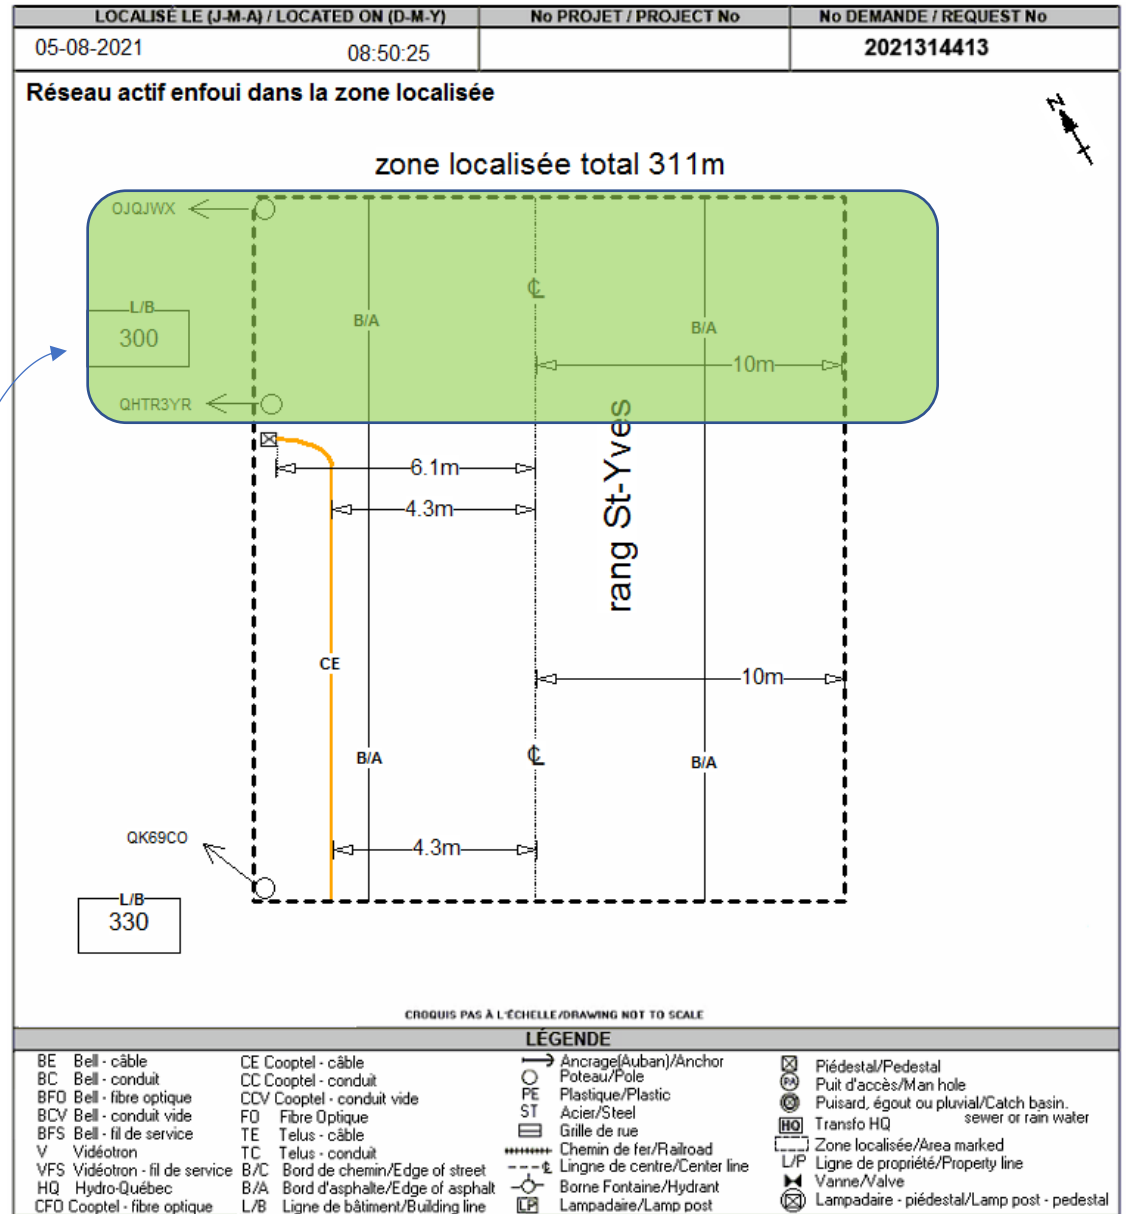 LOCALISÉ LE (J-M-A) / LOCATED ON (D-M-Y) No PROJET / PROJECT No No DEMANDE / REQUEST No
05-08-2021 08:50:25 2021314413
Réseau actif enfoui dans la zone localisée
N
zone localisée total 311m
OJQJWX
℄
L/B
300
B/A
B/A
10m
QHTR3YR
6.1m
4.3m
rang St-Yves
CE
10m
B/A
℄
B/A
QK69CO
4.3m
L/B
330
CROQUIS PAS À L'ÉCHELLE/DRAWING NOT TO SCALE
LÉGENDE
BE Bell - câble
BC Bell - conduit
BFO Bell - fibre optique
BCV Bell - conduit vide
BFS Bell - fil de service
V Vidéotron
VFS Vidéotron - fil de service
HQ Hydro-Québec
CFO Cooptel - fibre optique
CE Cooptel - câble
CC Cooptel - conduit
CCV Cooptel - conduit vide
FO Fibre Optique
TE Telus - câble
TC Telus - conduit
B/C Bord de chemin/Edge of street
B/A Bord d'asphalte/Edge of asphalt
L/B Ligne de bâtiment/Building line
Ancrage(Auban)/Anchor
Poteau/Pole
PE Plastique/Plastic
ST Acier/Steel
Grille de rue
Chemin de fer/Railroad
℄ Lingne de centre/Center line
Borne Fontaine/Hydrant
LP Lampadaire/Lamp post
Piédestal/Pedestal
PA Puit d'accès/Man hole
Puisard, égout ou pluvial/Catch basin.
sewer or rain water
HQ Transfo HQ
Zone localisée/Area marked
L/P Ligne de propriété/Property line
Vanne/Valve
Lampadaire - piédestal/Lamp post - pedestal